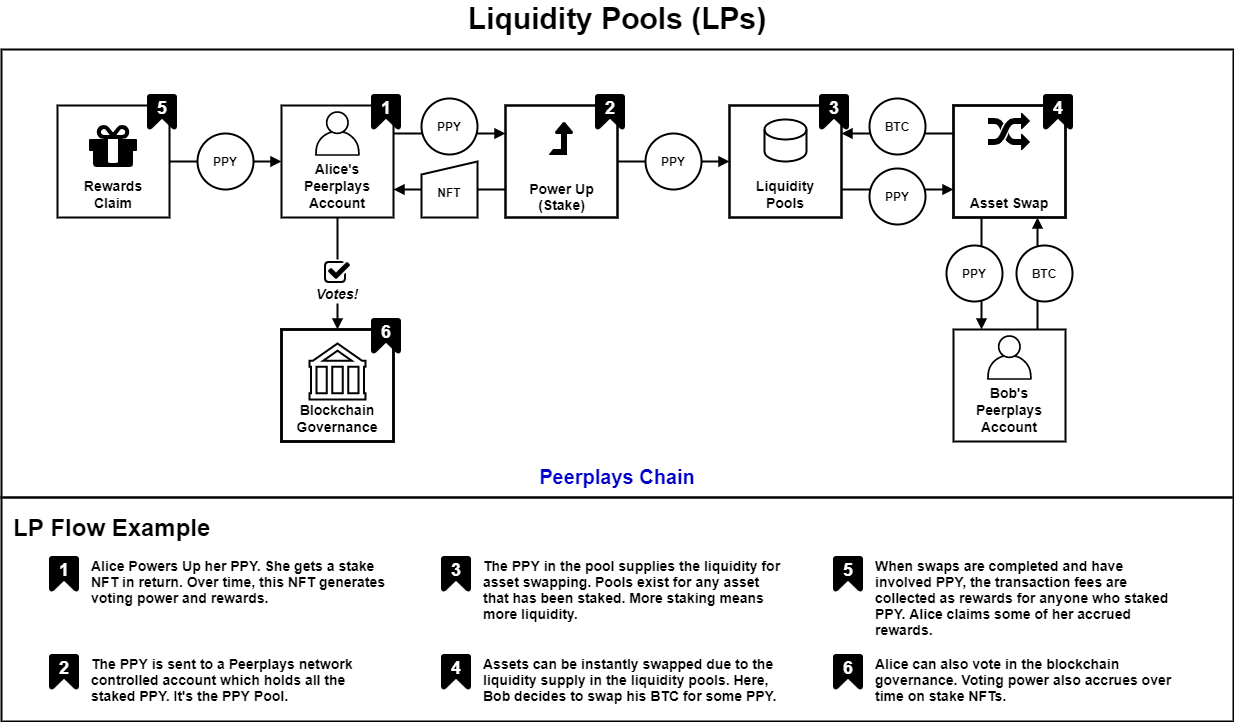 Liquidity Pools (LPs)
5
1
2
3
4
Rewards
Claim
PPY
Alice's
Peerplays
Account
PPY
NFT
Power Up
(Stake)
PPY
Liquidity
Pools
BTC
PPY
Asset Swap
Votes!
PPY
BTC
6
Blockchain
Governance
Bob's
Peerplays
Account
Peerplays Chain
LP Flow Example
1
Alice Powers Up her PPY. She gets a stake
NFT in return. Over time, this NFT generates
voting power and rewards.
2
The PPY is sent to a Peerplays network
controlled account which holds all the
staked PPY. It's the PPY Pool.
3
The PPY in the pool supplies the liquidity for
asset swapping. Pools exist for any asset
that has been staked. More staking means
more liquidity.
4
Assets can be instantly swapped due to the
liquidity supply in the liquidity pools. Here,
Bob decides to swap his BTC for some PPY.
5
When swaps are completed and have
involved PPY, the transaction fees are
collected as rewards for anyone who staked
PPY. Alice claims some of her accrued
rewards.
6
Alice can also vote in the blockchain
governance. Voting power also accrues over
time on stake NFTs.